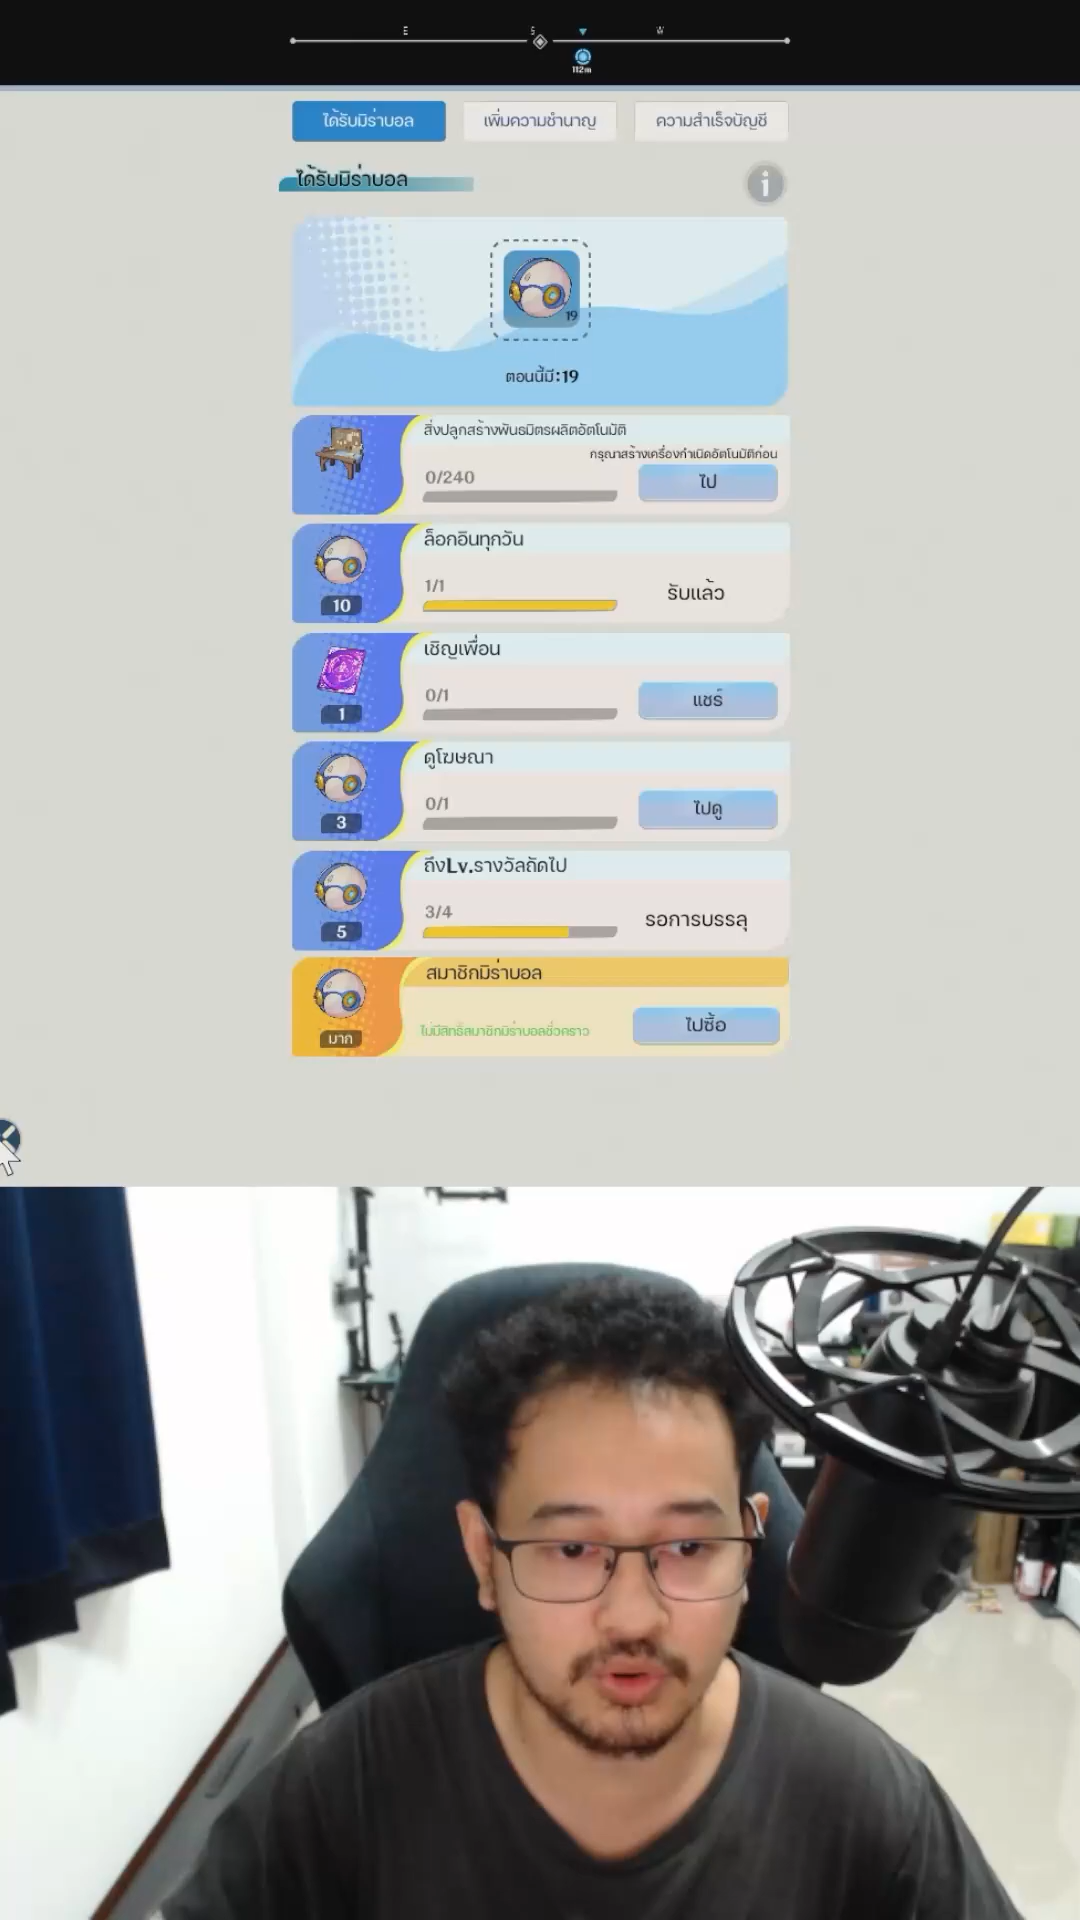 E S W
112m
ได้รับมิร่าบอล เพิ่มความชำนาญ ความสำเร็จบัญชี
ได้รับมิร่าบอล
19
ตอนนี้มี:19
สิ่งปลูกสร้างพันธมิตรผลิตอัตโนมัติ
กรุณาสร้างเครื่องกำเนิดอัตโนมัติก่อน
0/240 ไป
ล็อกอินทุกวัน
1/1 รับแล้ว
10
เชิญเพื่อน
0/1 แชร์
1
ดูโฆษณา
0/1 ไปดู
3
ถึงLv.รางวัลถัดไป
3/4 รอการบรรลุ
5
สมาชิกมิร่าบอล
ไม่มีสิทธิ์สมาชิกมิร่าบอลชั่วคราว ไปซื้อ
มาก